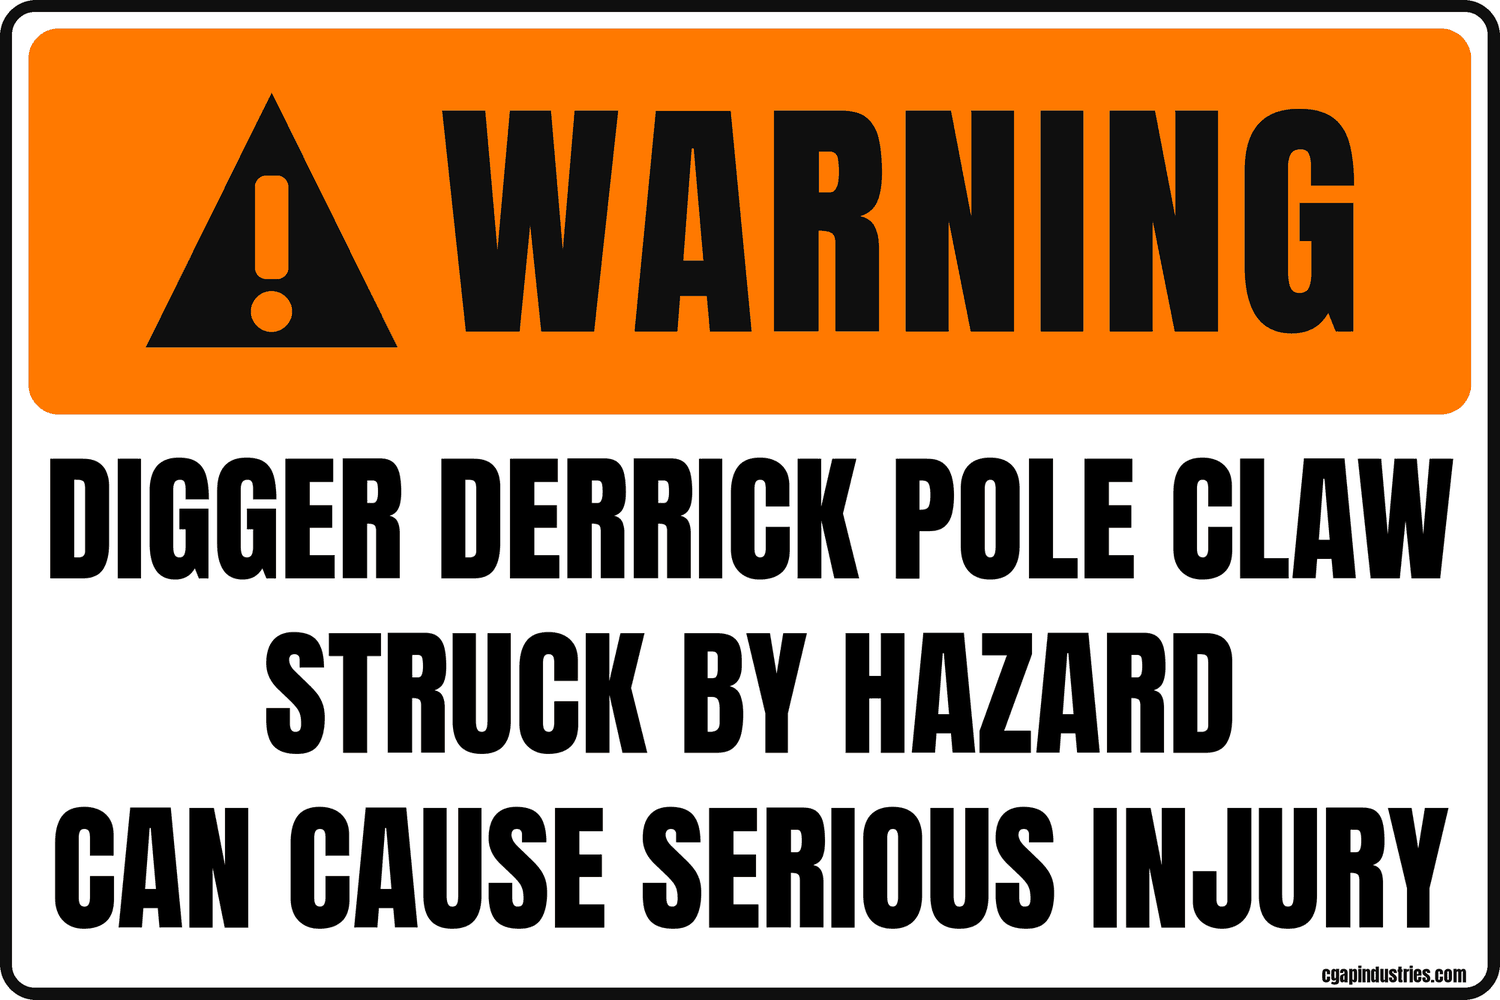 WARNING
DIGGER DERRICK POLE CLAW
STRUCK BY HAZARD
CAN CAUSE SERIOUS INJURY
cgapindustries.com